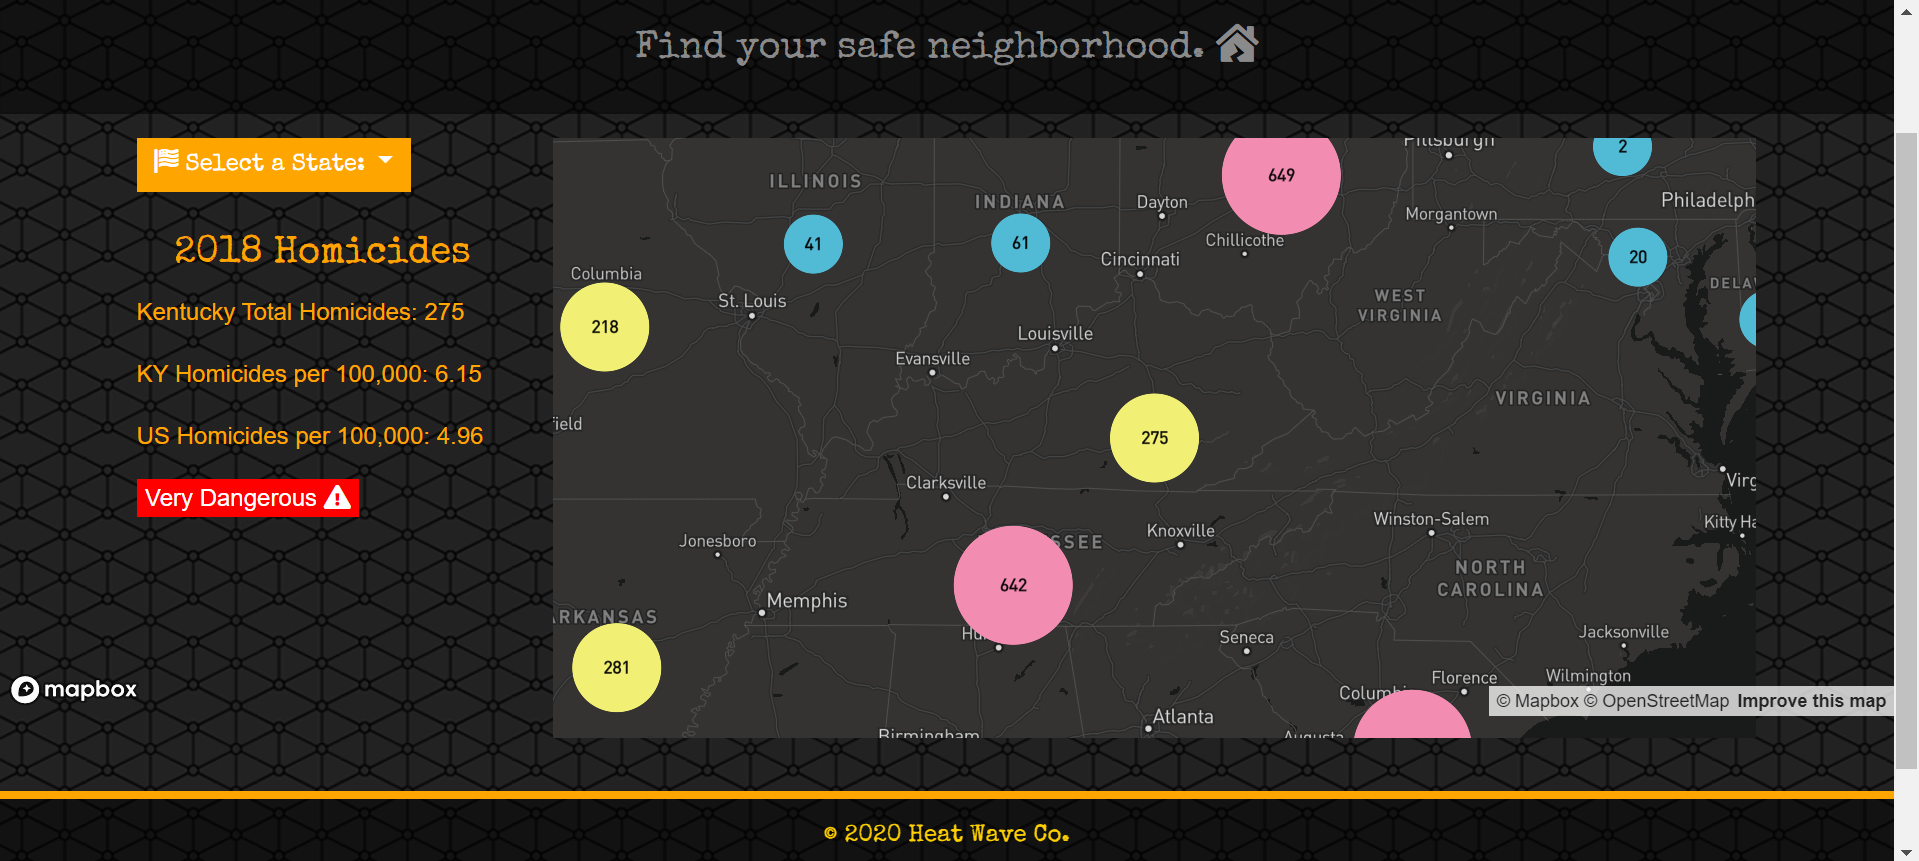 Find your safe neighborhood.
Select a State:
2018 Homicides
Kentucky Total Homicides: 275
KY Homicides per 100,000: 6.15
US Homicides per 100,000: 4.96
Very Dangerous
Pittsburgh
2
649
ILLINOIS
INDIANA
Dayton
Philadelph
Morgantown
41
61
Chillicothe
Cincinnati
20
Columbia
DELA
St. Louis
WEST
VIRGINIA
218
Louisville
Evansville
VIRGINIA
ield
275
Clarksville
Virg
Winston-Salem
Kitty Ha
Knoxville
Jonesboro
SSEE
NORTH
CAROLINA
642
Memphis
RKANSAS
Hu
Seneca
Jacksonville
281
Florence
Wilmington
Columbi
mapbox
© Mapbox © OpenStreetMap Improve this map
Atlanta
Birmingham
Augusta
© 2020 Heat Wave Co.